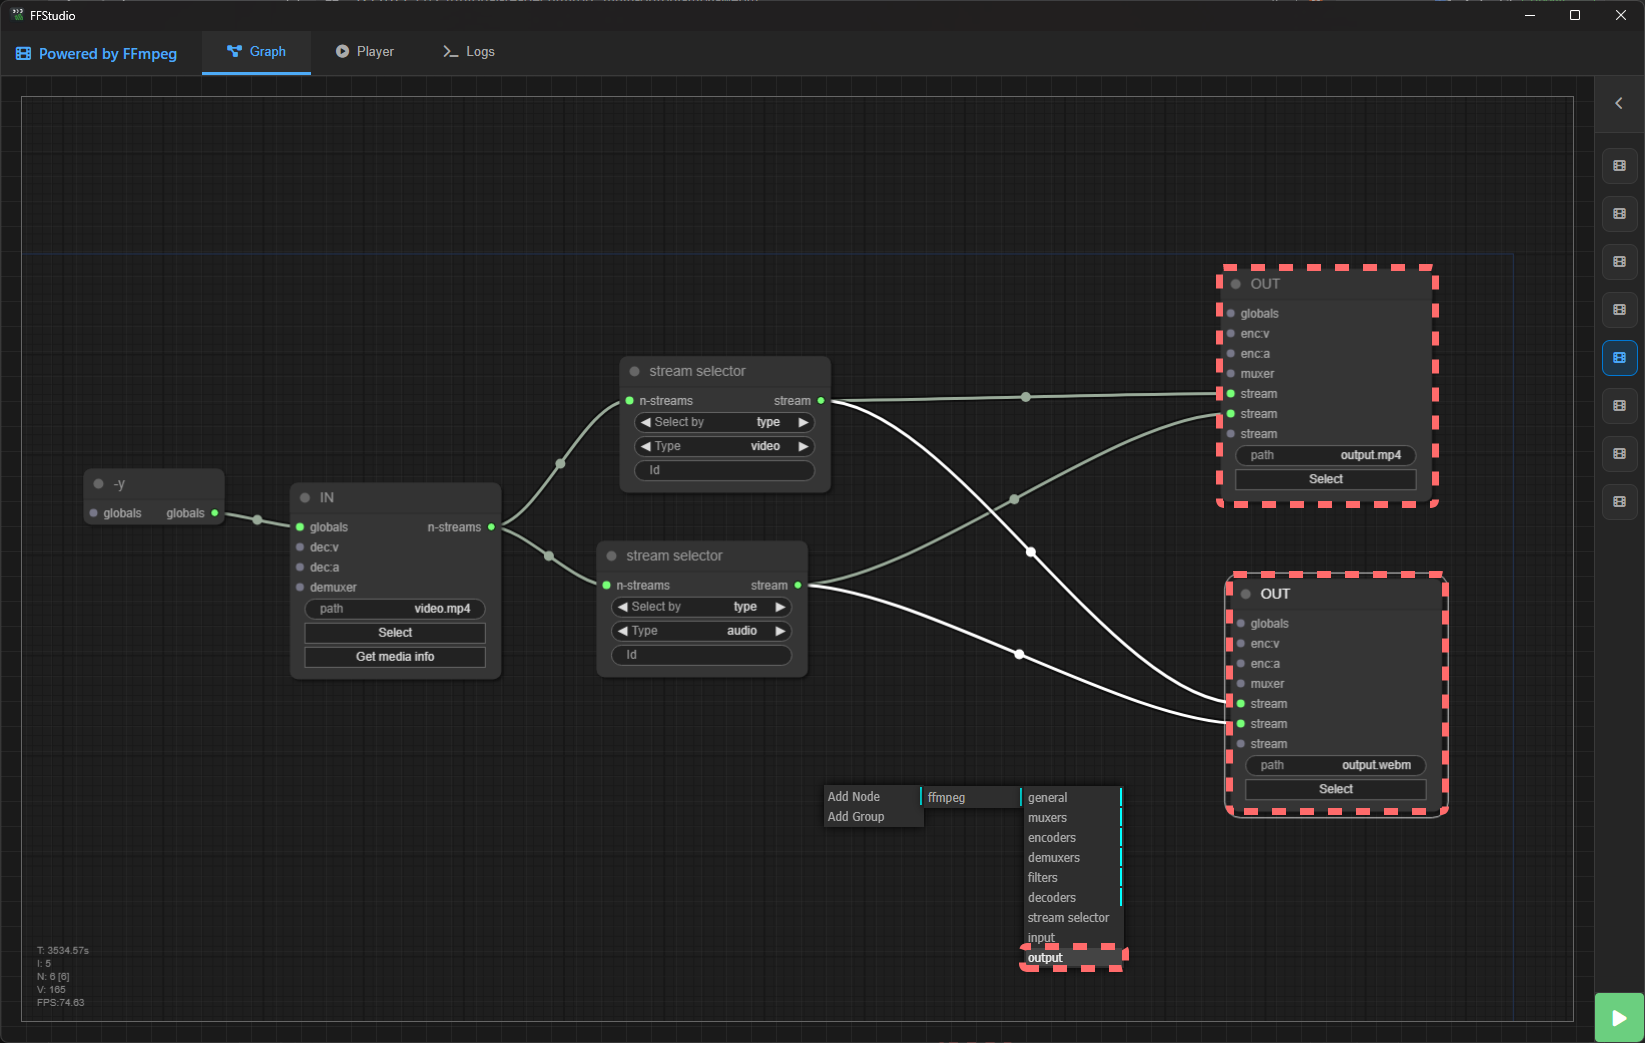 FFStudio
Powered by FFmpeg
Graph
Player
Logs
-y
globals
globals
IN
globals
n-streams
dec:v
dec:a
demuxer
path
video.mp4
Select
Get media info
stream selector
n-streams
stream
Select by
type
Type
video
Id
stream selector
n-streams
stream
Select by
type
Type
audio
Id
OUT
globals
enc:v
enc:a
muxer
stream
stream
stream
path
output.mp4
Select
OUT
globals
enc:v
enc:a
muxer
stream
stream
stream
path
output.webm
Select
Add Node
Add Group
ffmpeg
general
muxers
encoders
demuxers
filters
decoders
stream selector
input
output
T: 3534.57s
I: 5
N: 6 [6]
V: 165
FPS:74.63